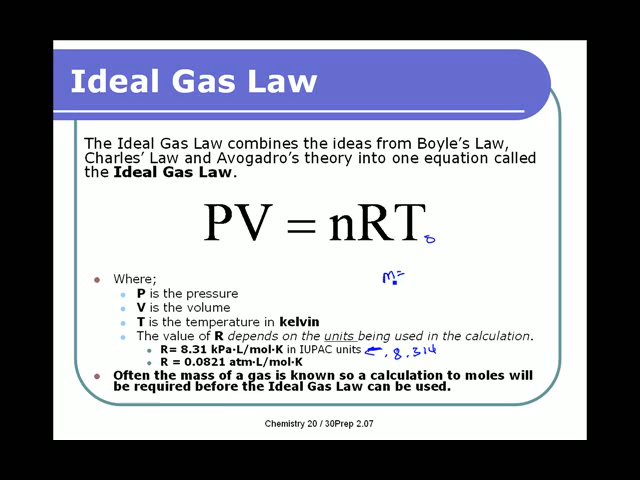 Ideal Gas Law
The Ideal Gas Law combines the ideas from Boyle's Law,
Charles' Law and Avogadro's theory into one equation called
the Ideal Gas Law.
PV = nRT
m=
Where;
P is the pressure
V is the volume
T is the temperature in kelvin
The value of R depends on the units being used in the calculation.
R= 8.31 kPa·L/mol·K in IUPAC units ← 8.314
R = 0.0821 atm·L/mol·K
Often the mass of a gas is known so a calculation to moles will
be required before the Ideal Gas Law can be used.
Chemistry 20 / 30Prep 2.07